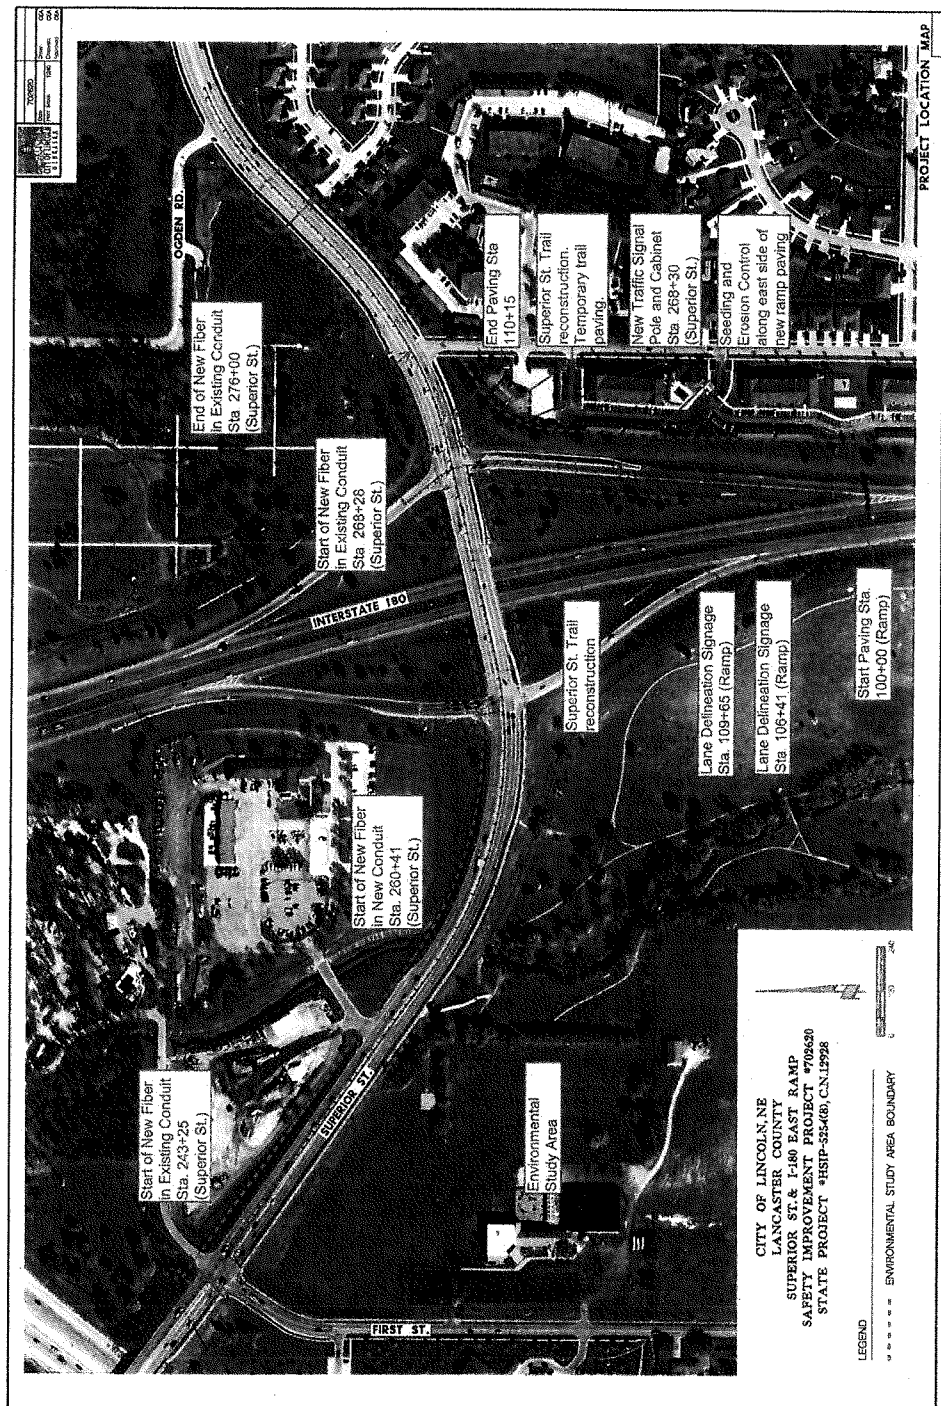 PROJECT LOCATION MAP
702620
OGDEN RD.
End of New Fiber
in Existing Conduit
Sta 276+00
(Superior St.)
Start of New Fiber
in Existing Conduit
Sta 268+28
(Superior St.)
End Paving Sta
110+15
Superior St. Trail
reconstruction.
Temporary trail
paving
New Traffic Signal
Pole and Cabinet
Sta 268+30
(Superior St.)
Seeding and
Erosion Control
along east side of
new ramp paving
INTERSTATE 180
Superior St. Trail
reconstruction
Lane Delineation Signage
Sta. 109+65 (Ramp)
Lane Delineation Signage
Sta 106+41 (Ramp)
Start Paving Sta.
100+00 (Ramp)
Start of New Fiber
in New Conduit
Sta. 260+41
(Superior St.)
Start of New Fiber
in Existing Conduit
Sta. 243+25
(Superior St.)
SUPERIOR ST.
Environmental
Study Area
FIRST ST.
CITY OF LINCOLN, NE
LANCASTER COUNTY
SUPERIOR ST. & I-180 EAST RAMP
SAFETY IMPROVEMENT PROJECT #702620
STATE PROJECT #HSIP-5254(8), C.N.12928
0 120 240
LEGEND
ENVIRONMENTAL STUDY AREA BOUNDARY